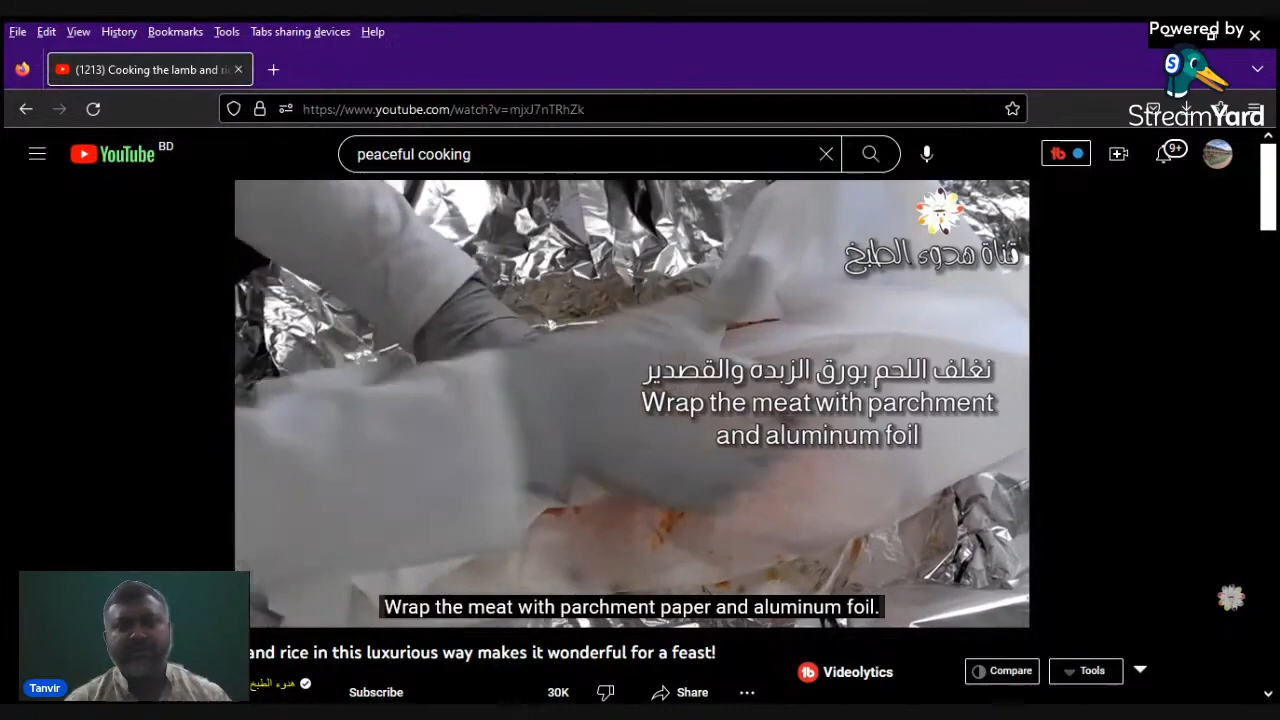 File Edit View History Bookmarks Tools Tabs sharing devices Help
Powered by
StreamYard
(1213) Cooking the lamb and ri
https://www.youtube.com/watch?v=mjxJ7nTRhZk
YouTube BD
peaceful cooking
9+
قناة هدوء الطبخ
نغلف اللحم بورق الزبده والقصدير
Wrap the meat with parchment
and aluminum foil
Wrap the meat with parchment paper and aluminum foil.
and rice in this luxurious way makes it wonderful for a feast!
Videolytics
Compare
Tools
Tanvir
هدوء الطبخ
Subscribe
30K
Share